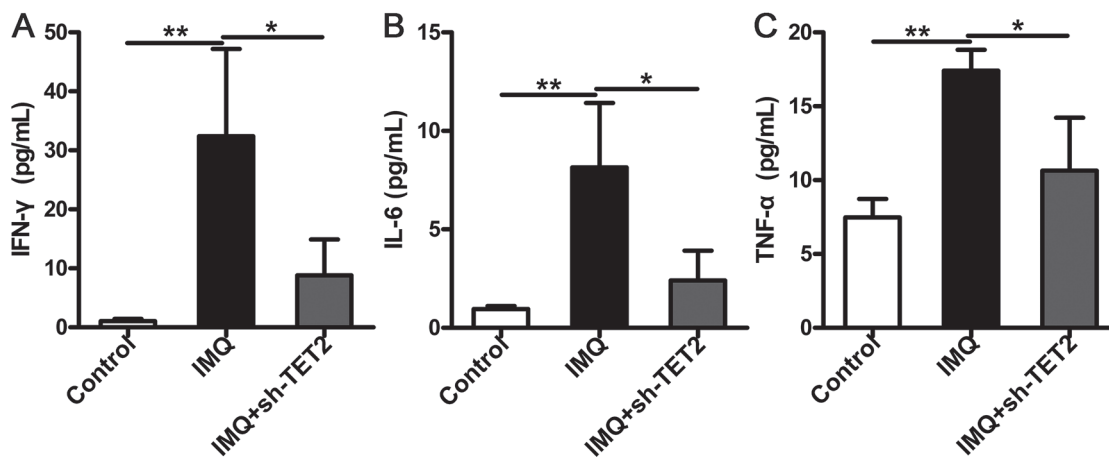 A
IFN-γ (pg/mL)
50
40
30
20
10
0
**
*
Control
IMQ
IMQ+sh-TET2
B
IL-6 (pg/mL)
15
10
5
0
**
*
Control
IMQ
IMQ+sh-TET2
C
TNF-α (pg/mL)
20
15
10
5
0
**
*
Control
IMQ
IMQ+sh-TET2